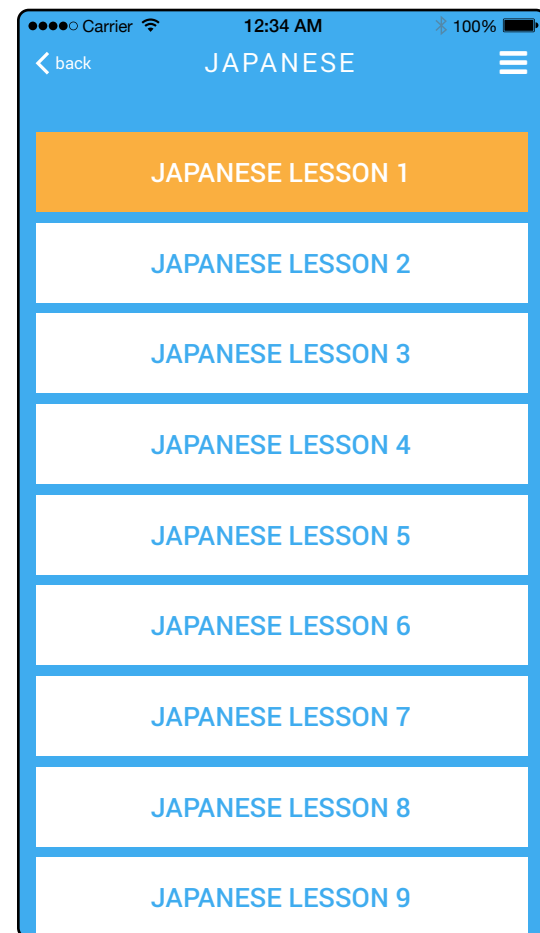 Carrier 12:34 AM 100%
back JAPANESE
JAPANESE LESSON 1
JAPANESE LESSON 2
JAPANESE LESSON 3
JAPANESE LESSON 4
JAPANESE LESSON 5
JAPANESE LESSON 6
JAPANESE LESSON 7
JAPANESE LESSON 8
JAPANESE LESSON 9